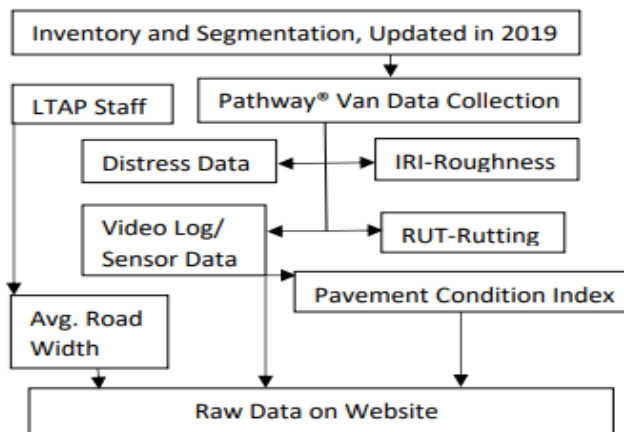 Inventory and Segmentation, Updated in 2019
LTAP Staff
Pathway® Van Data Collection
Distress Data
IRI-Roughness
Video Log/
Sensor Data
RUT-Rutting
Pavement Condition Index
Avg. Road
Width
Raw Data on Website